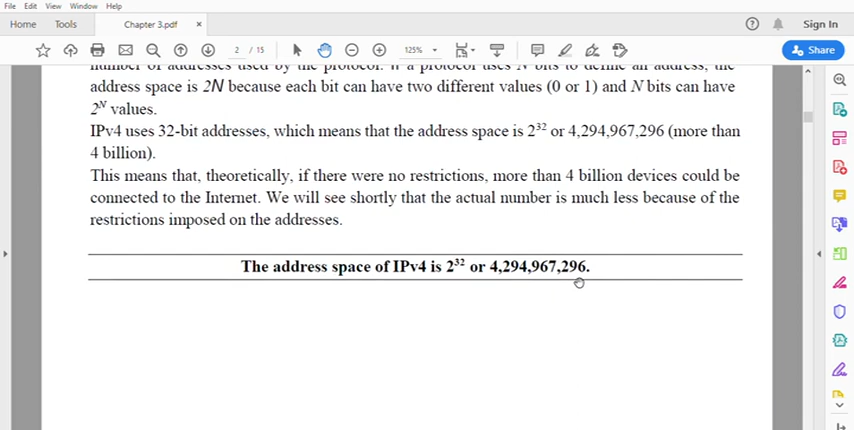 File Edit View Window Help
Home Tools Chapter 3.pdf × Sign In
2 / 15 125% Share
number of addresses used by the protocol. If a protocol uses N bits to define an address, the
address space is 2N because each bit can have two different values (0 or 1) and N bits can have
2^N values.
IPv4 uses 32-bit addresses, which means that the address space is 2^32 or 4,294,967,296 (more than
4 billion).
This means that, theoretically, if there were no restrictions, more than 4 billion devices could be
connected to the Internet. We will see shortly that the actual number is much less because of the
restrictions imposed on the addresses.
The address space of IPv4 is 2^32 or 4,294,967,296.